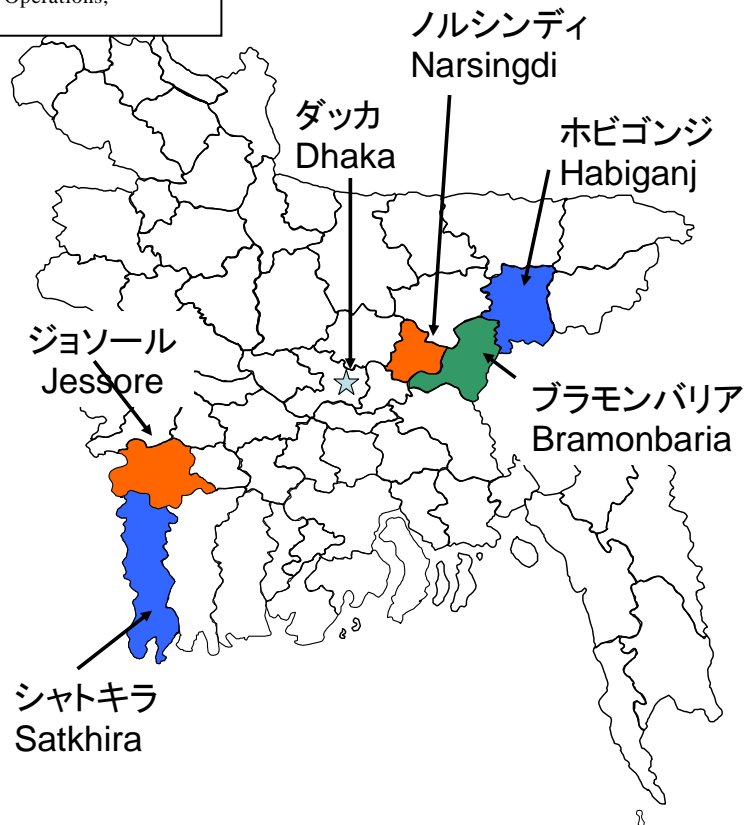 Operations,
ノルシンディ
Narsingdi
ダッカ
Dhaka
ホビゴンジ
Habiganj
ジョソール
Jessore
ブラモンバリア
Bramonbaria
シャトキラ
Satkhira